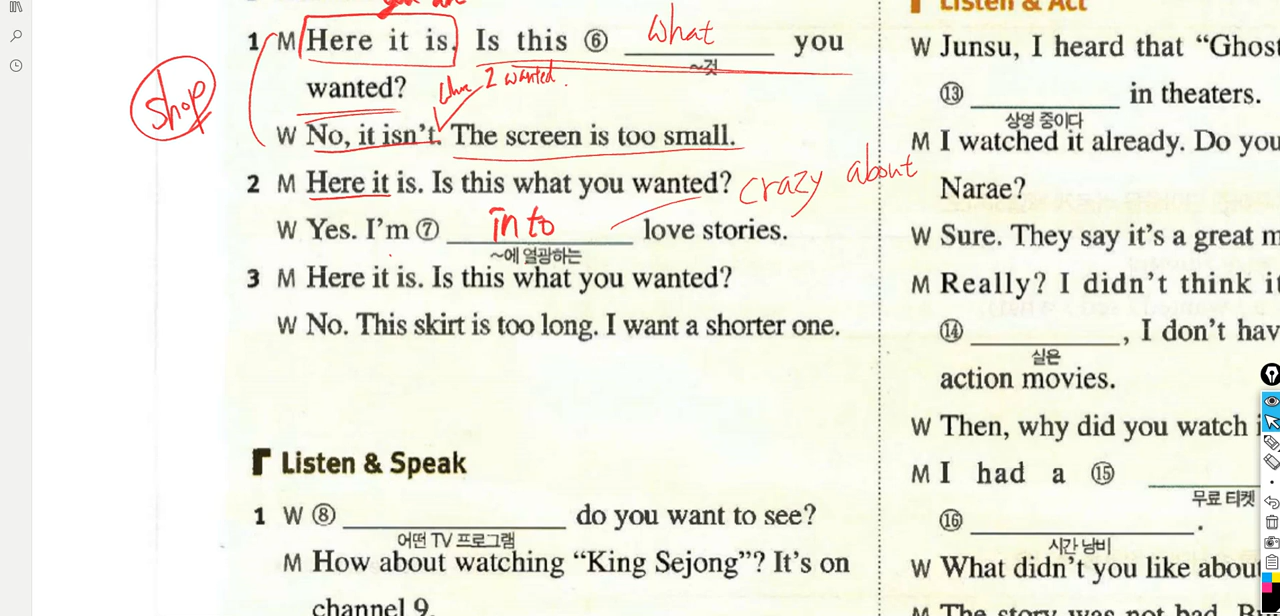 1 M Here it is. Is this ⑥ what you
~것
wanted?
I wanted.
Shop
W No, it isn't. The screen is too small.
2 M Here it is. Is this what you wanted?
crazy about
W Yes. I'm ⑦ into love stories.
~에 열광하는
3 M Here it is. Is this what you wanted?
W No. This skirt is too long. I want a shorter one.
Listen & Speak
1 W ⑧ do you want to see?
어떤 TV 프로그램
M How about watching “King Sejong”? It's on
channel 9.
Listen & Act
W Junsu, I heard that “Ghost
⑬ in theaters.
상영 중이다
M I watched it already. Do you
Narae?
W Sure. They say it's a great m
M Really? I didn't think it
⑭ , I don't hav
실은
action movies.
W Then, why did you watch i
M I had a ⑮
무료 티켓
⑯ .
시간 낭비
W What didn't you like about
M The story was not bad. Bu